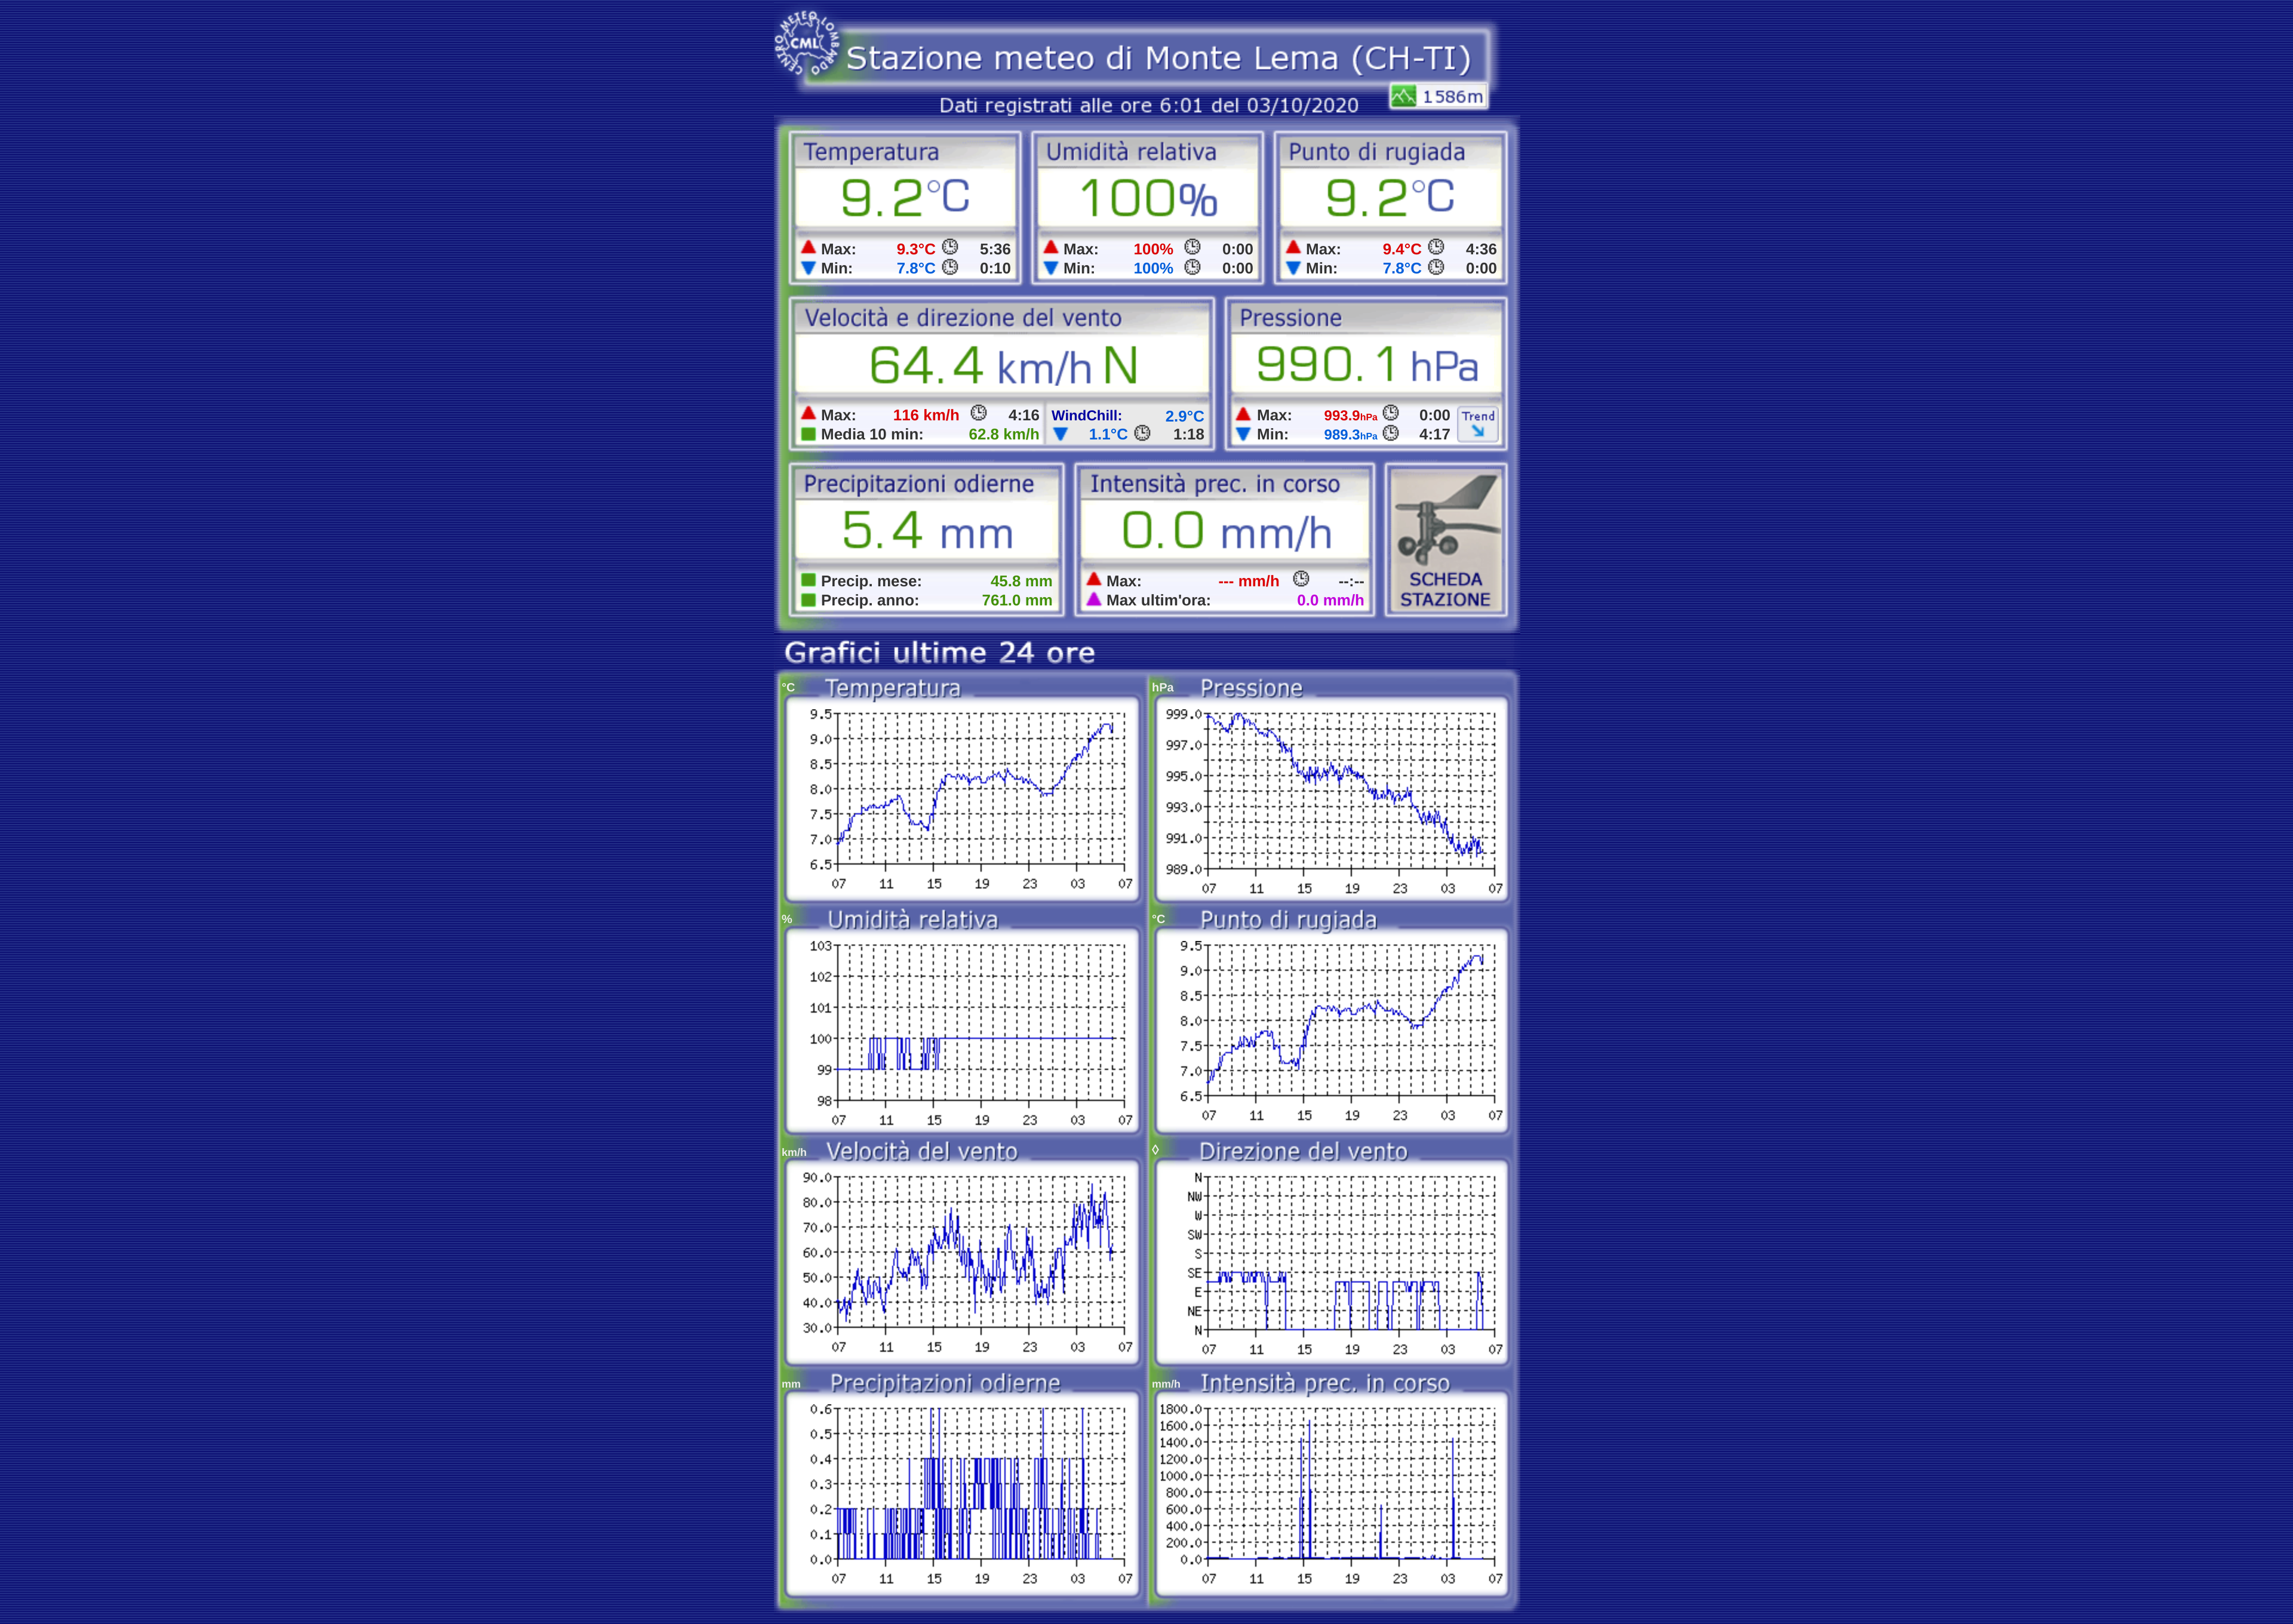 CENTRO METEO LOMBARDO
CML
Stazione meteo di Monte Lema (CH-TI)
Dati registrati alle ore 6:01 del 03/10/2020
1586m
Temperatura Umidità relativa Punto di rugiada
9.2°C 100% 9.2°C
Max: 9.3°C 5:36 Max: 100% 0:00 Max: 9.4°C 4:36
Min: 7.8°C 0:10 Min: 100% 0:00 Min: 7.8°C 0:00
Velocità e direzione del vento Pressione
64.4 km/h N 990.1 hPa
Max: 116 km/h 4:16 WindChill: 2.9°C Max: 993.9hPa 0:00 Trend
Media 10 min: 62.8 km/h 1.1°C 1:18 Min: 989.3hPa 4:17
Precipitazioni odierne Intensità prec. in corso
5.4 mm 0.0 mm/h
Precip. mese: 45.8 mm Max: --- mm/h --:-- SCHEDA
Precip. anno: 761.0 mm Max ultim'ora: 0.0 mm/h STAZIONE
Grafici ultime 24 ore
°C Temperatura
9.5
9.0
8.5
8.0
7.5
7.0
6.5
07 11 15 19 23 03 07
hPa Pressione
999.0
997.0
995.0
993.0
991.0
989.0
07 11 15 19 23 03 07
% Umidità relativa
103
102
101
100
99
98
07 11 15 19 23 03 07
°C Punto di rugiada
9.5
9.0
8.5
8.0
7.5
7.0
6.5
07 11 15 19 23 03 07
km/h Velocità del vento
90.0
80.0
70.0
60.0
50.0
40.0
30.0
07 11 15 19 23 03 07
◊ Direzione del vento
N
NW
W
SW
S
SE
E
NE
N
07 11 15 19 23 03 07
mm Precipitazioni odierne
0.6
0.5
0.4
0.3
0.2
0.1
0.0
07 11 15 19 23 03 07
mm/h Intensità prec. in corso
1800.0
1600.0
1400.0
1200.0
1000.0
800.0
600.0
400.0
200.0
0.0
07 11 15 19 23 03 07